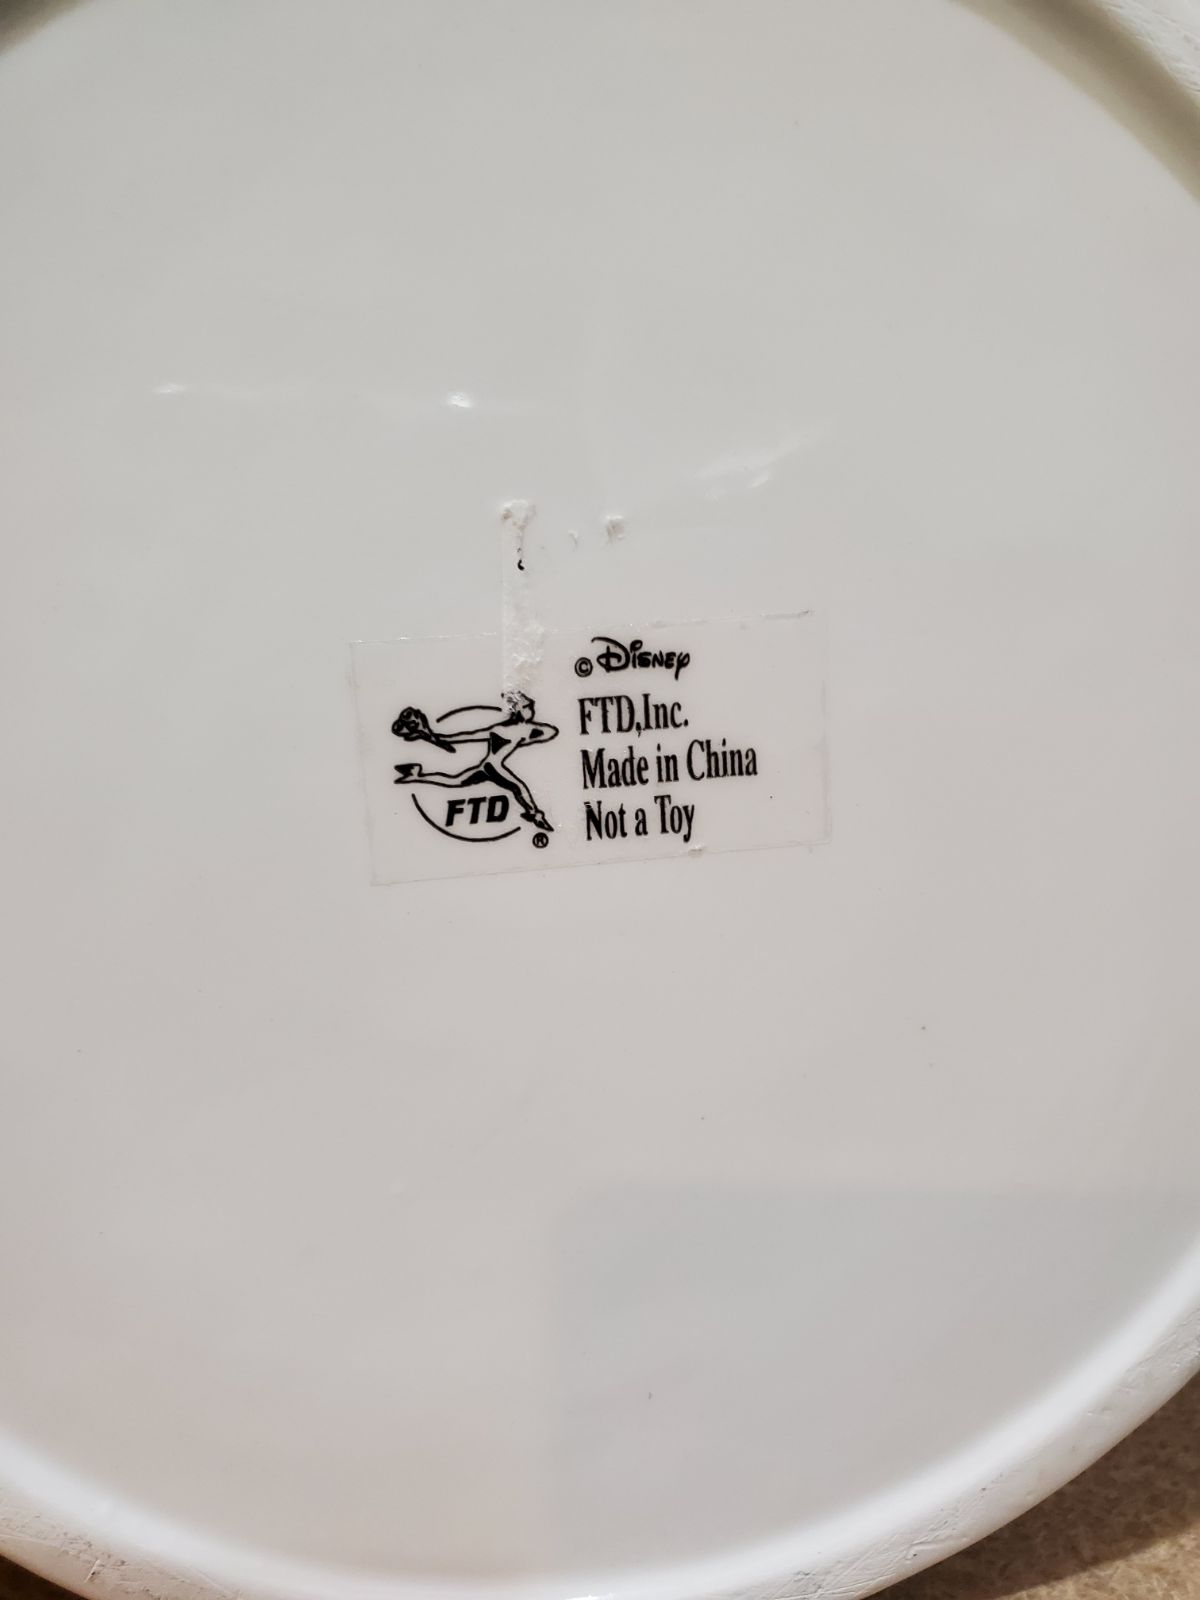 © Disney
FTD,Inc.
Made in China
Not a Toy
FTD
®